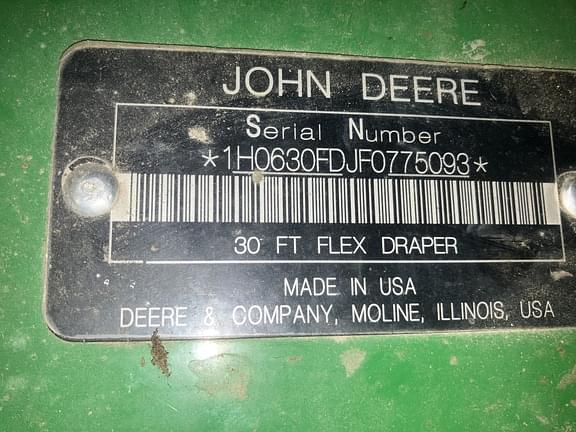 JOHN DEERE
Serial Number
*1H0630FDJF0775093*
30 FT FLEX DRAPER
MADE IN USA
DEERE & COMPANY, MOLINE, ILLINOIS, USA